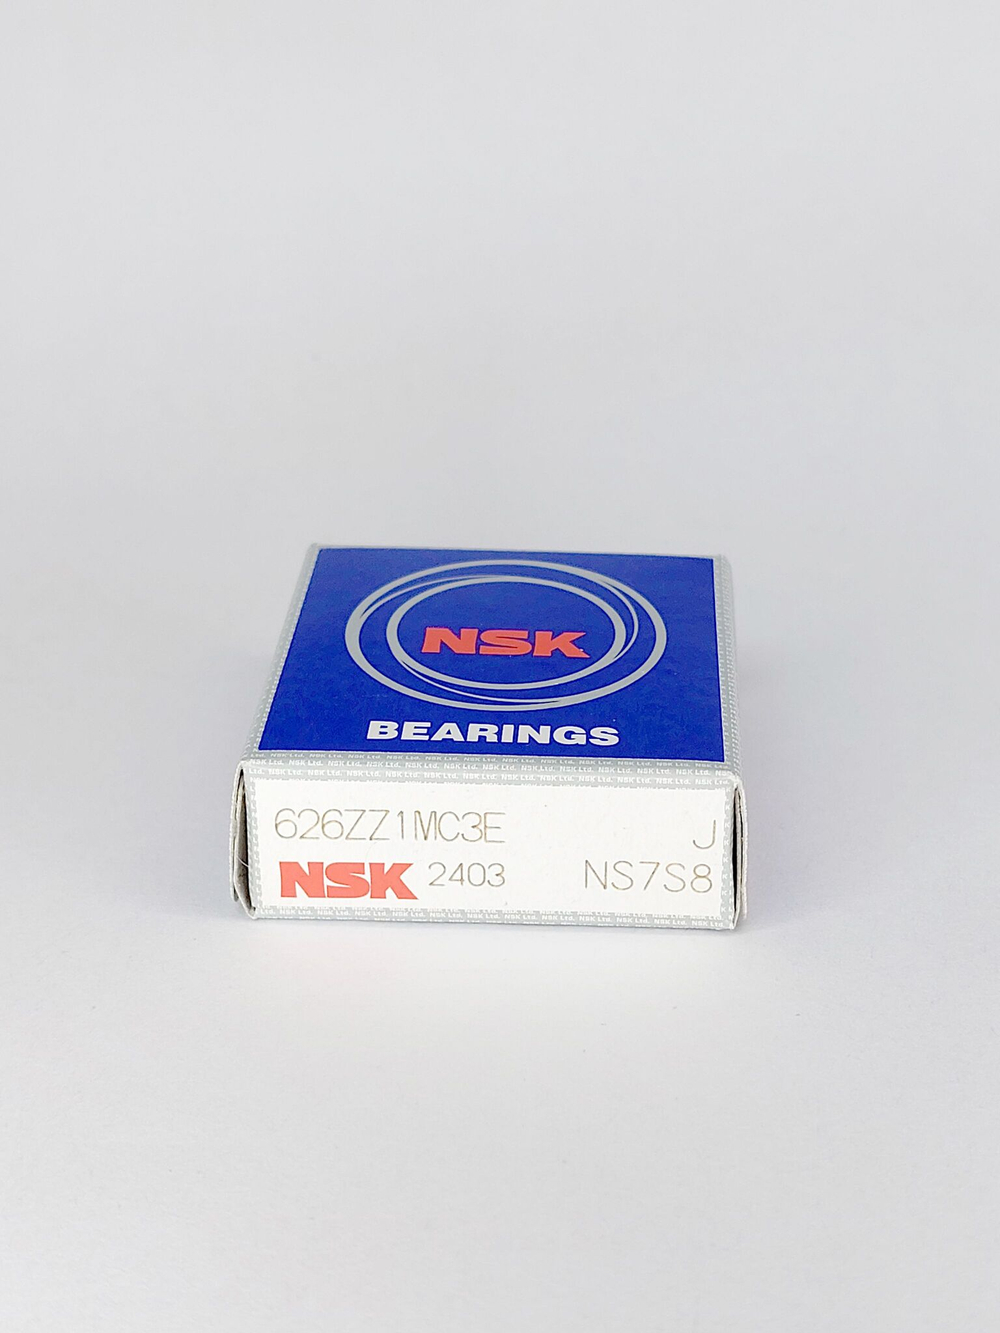 NSK
BEARINGS
626ZZ1MC3E J
NSK 2403 NS7S8